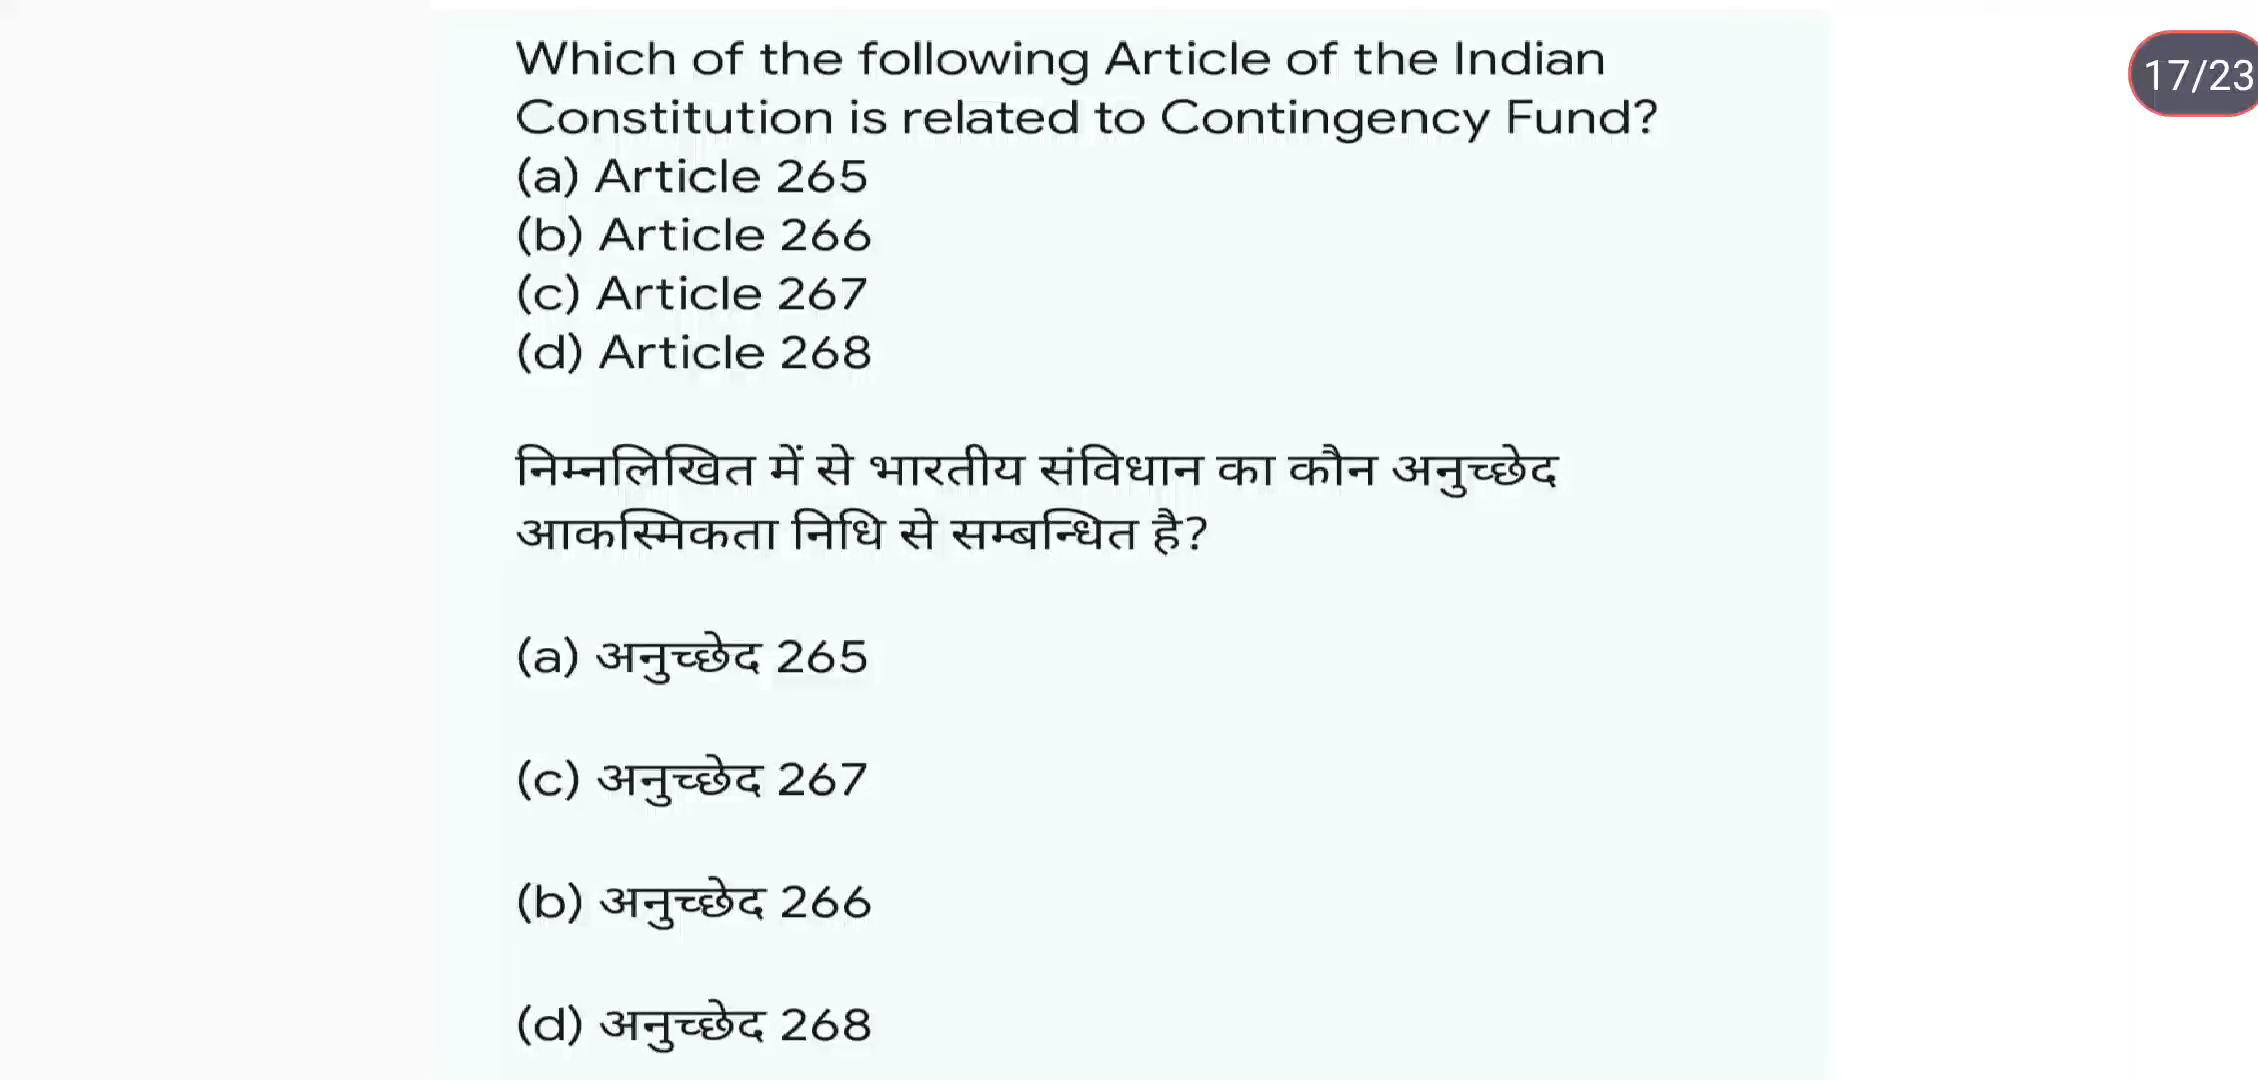 Which of the following Article of the Indian
Constitution is related to Contingency Fund?
(a) Article 265
(b) Article 266
(c) Article 267
(d) Article 268
निम्नलिखित में से भारतीय संविधान का कौन अनुच्छेद
आकस्मिकता निधि से सम्बन्धित है?
(a) अनुच्छेद 265
(c) अनुच्छेद 267
(b) अनुच्छेद 266
(d) अनुच्छेद 268
17/23